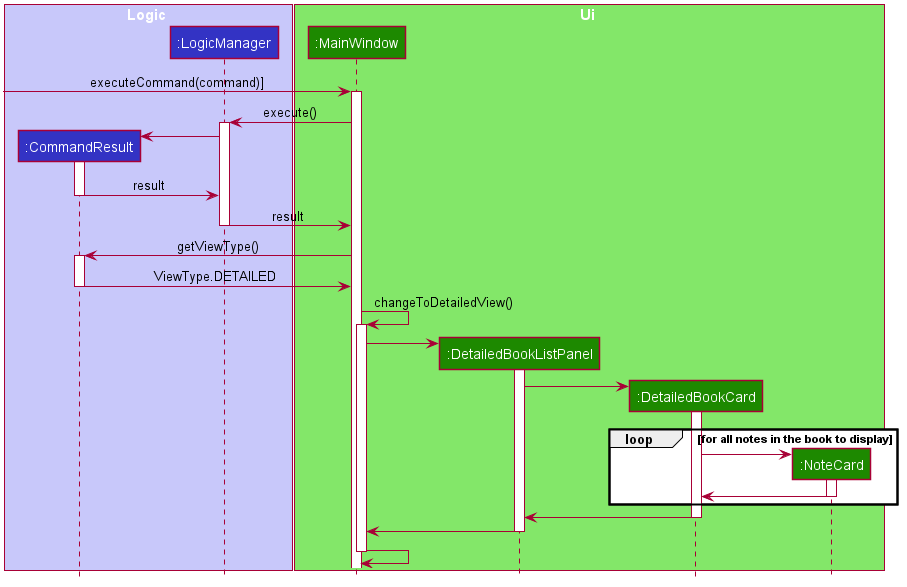 Logic
Ui
:LogicManager
:MainWindow
executeCommand(command)]
execute()
:CommandResult
result
result
getViewType()
ViewType.DETAILED
changeToDetailedView()
:DetailedBookListPanel
:DetailedBookCard
loop
[for all notes in the book to display]
:NoteCard